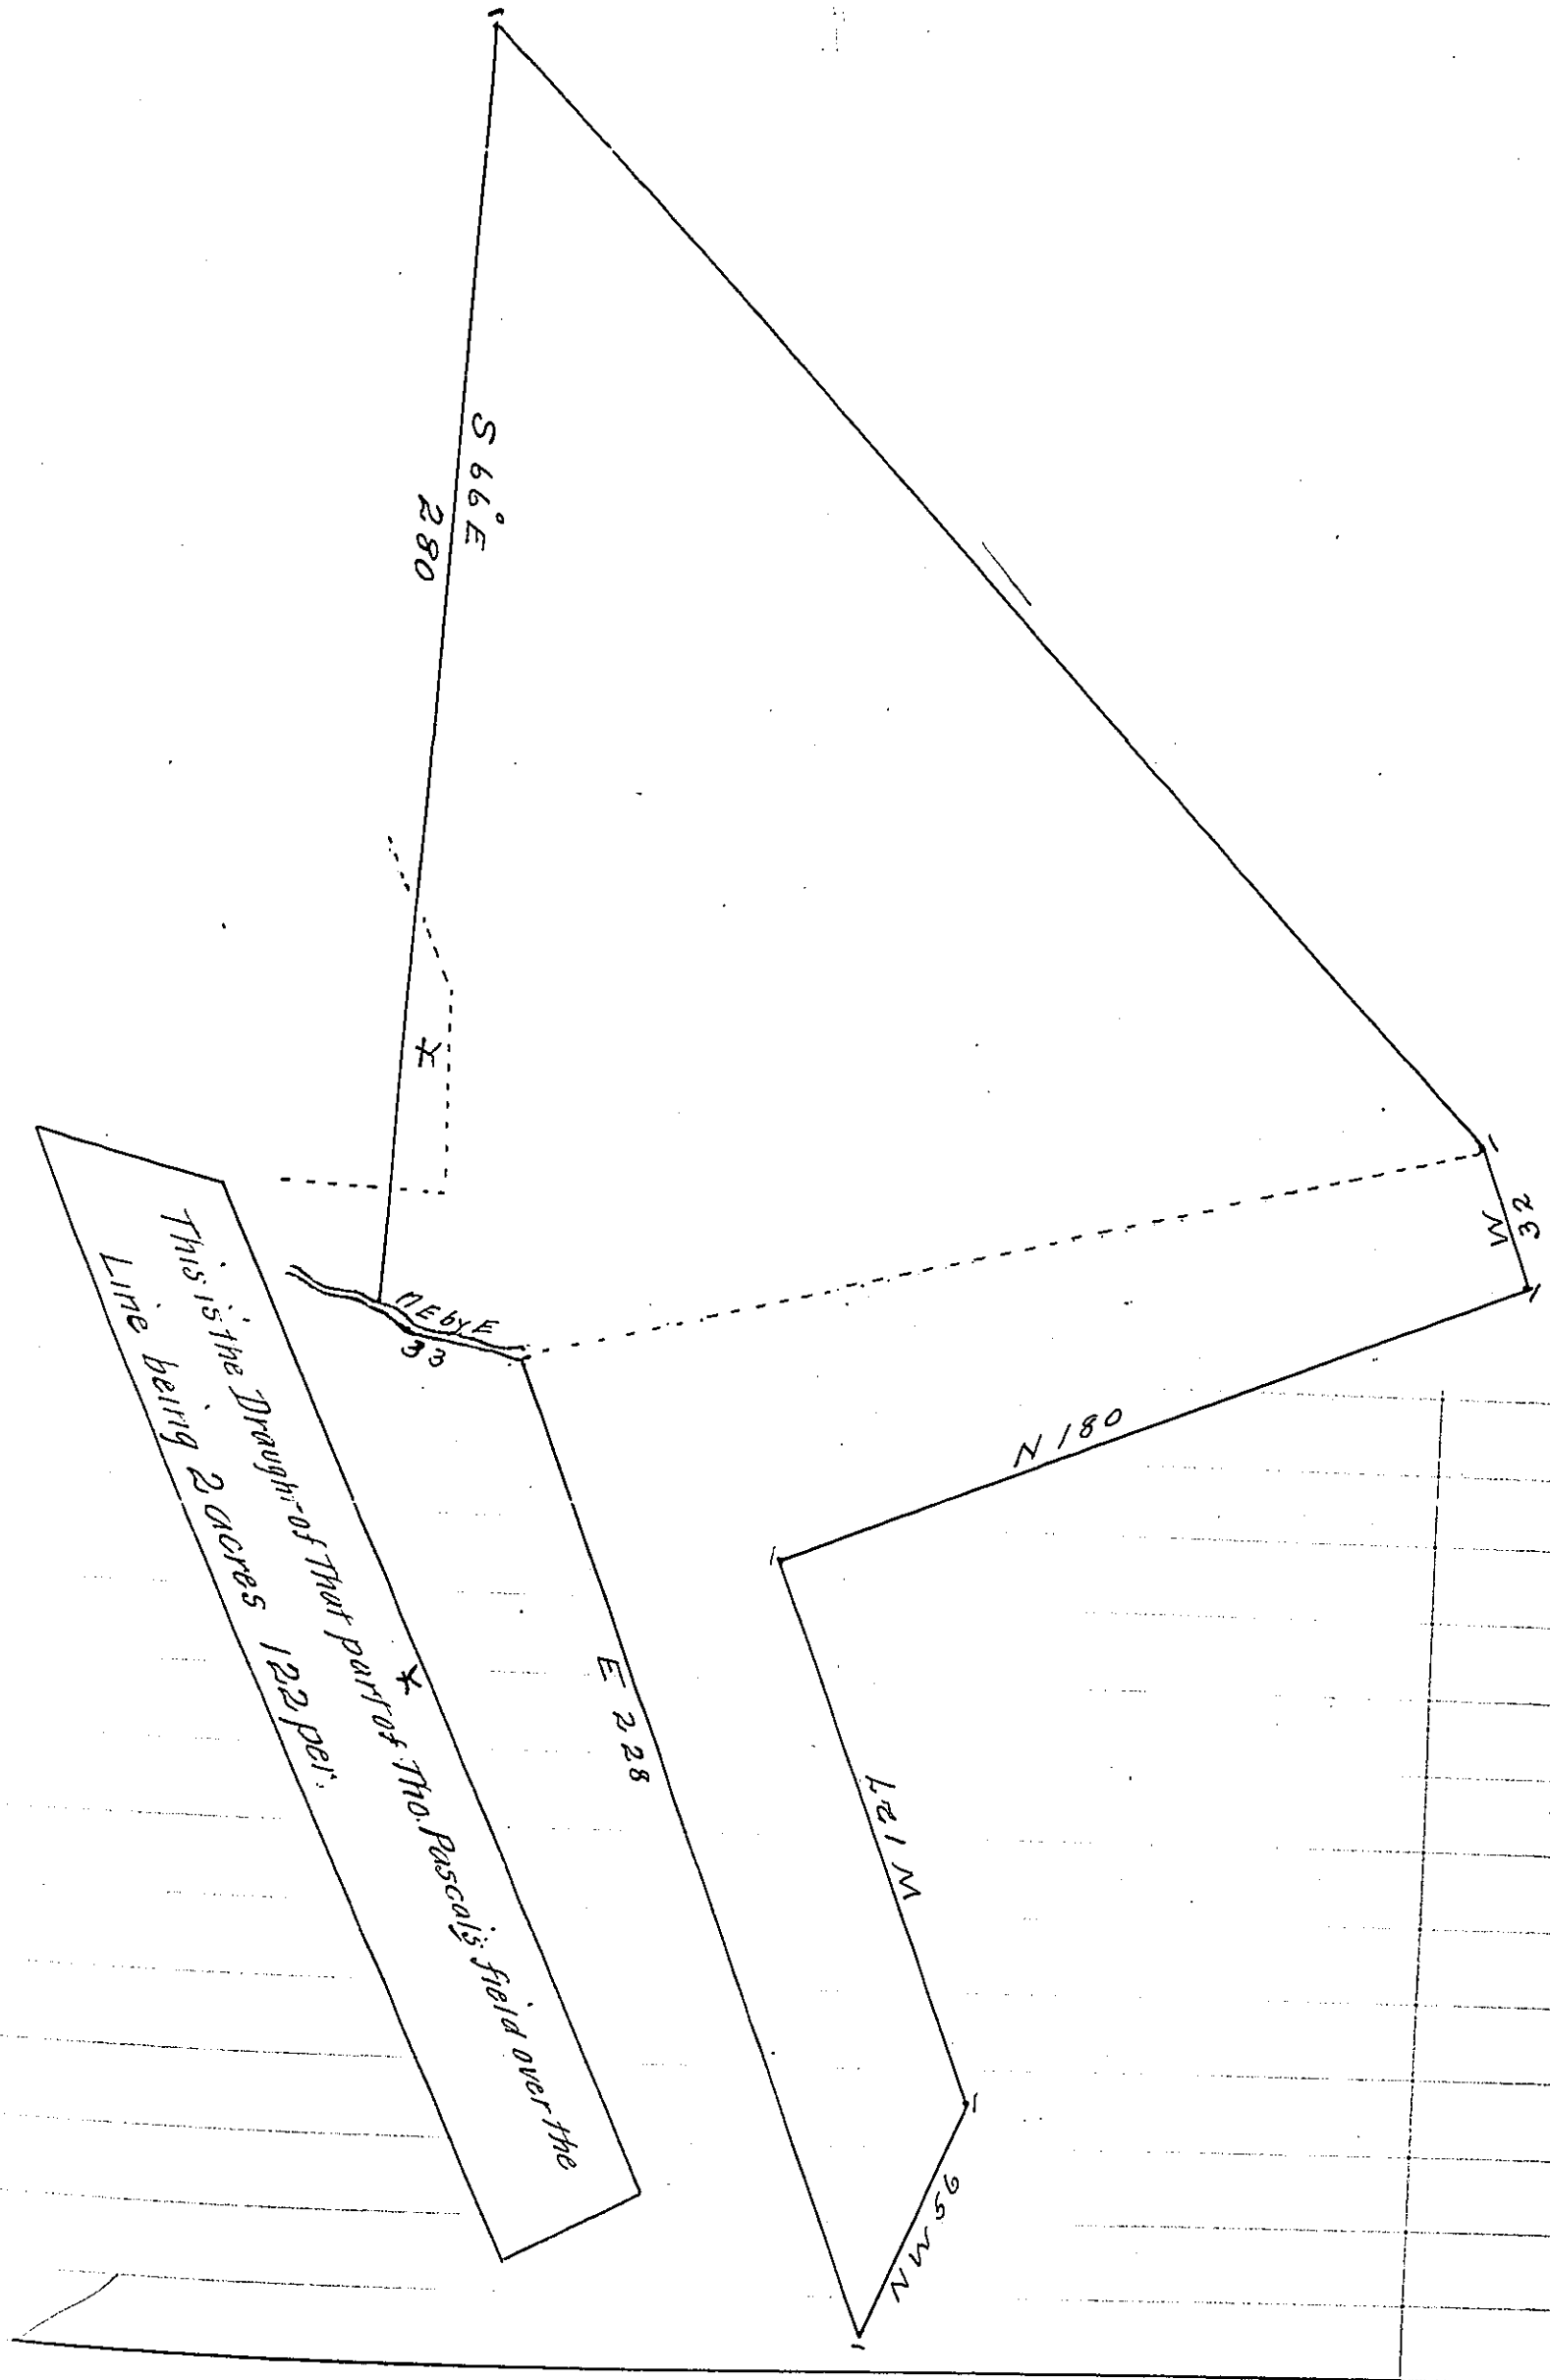 S 66° E
280
W
32
NE by E
33
N 180
E 228
W 127
NW 56
This is the Draught of That part of Tho. Pascal's field over the
Line being 2 acres 122 per.